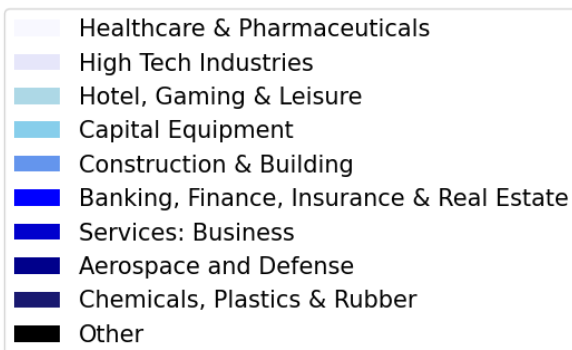 Healthcare & Pharmaceuticals
High Tech Industries
Hotel, Gaming & Leisure
Capital Equipment
Construction & Building
Banking, Finance, Insurance & Real Estate
Services: Business
Aerospace and Defense
Chemicals, Plastics & Rubber
Other